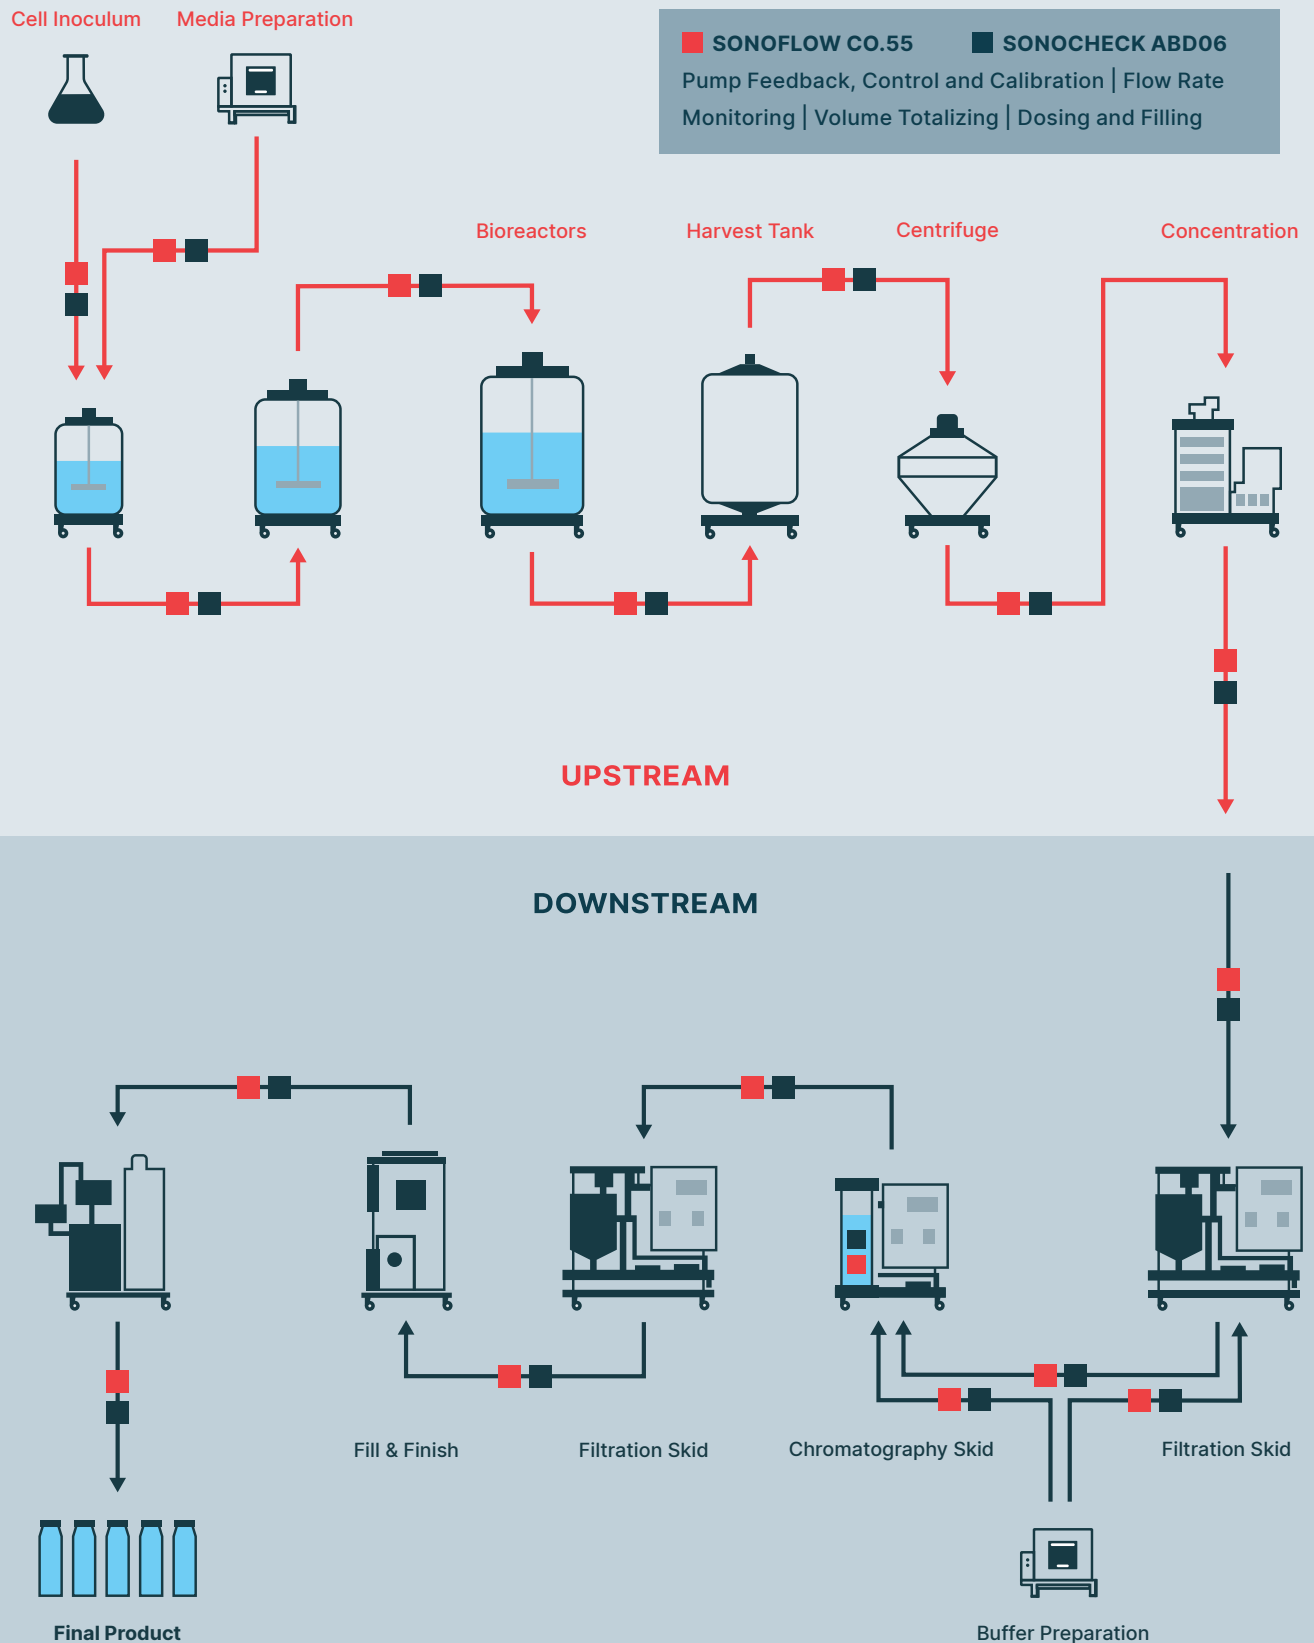 Cell Inoculum
Media Preparation
SONOFLOW CO.55
SONOCHECK ABD06
Pump Feedback, Control and Calibration | Flow Rate
Monitoring | Volume Totalizing | Dosing and Filling
Bioreactors
Harvest Tank
Centrifuge
Concentration
UPSTREAM
DOWNSTREAM
Fill & Finish
Filtration Skid
Chromatography Skid
Filtration Skid
Final Product
Buffer Preparation